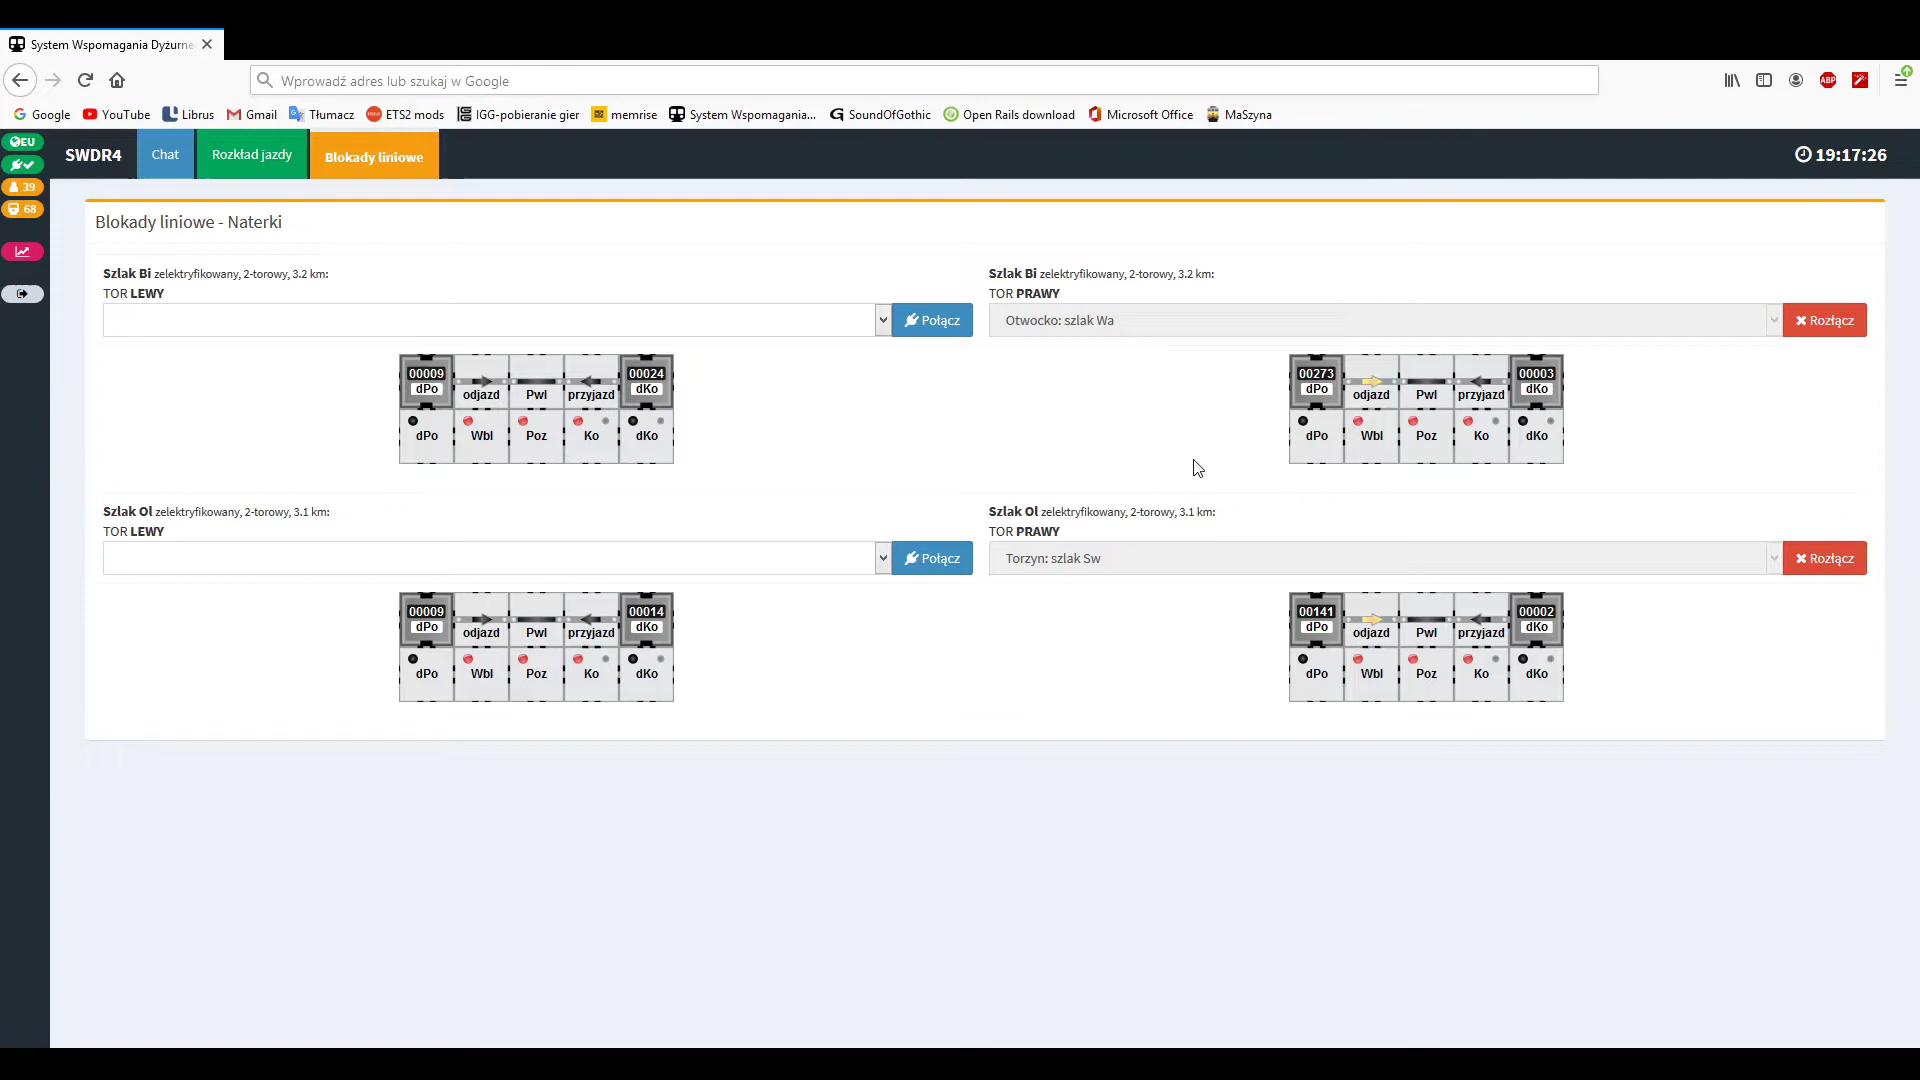 System Wspomagania Dyżurne
Wprowadź adres lub szukaj w Google
ABP
Google YouTube Librus Gmail Tłumacz ETS2 mods IGG-pobieranie gier memrise System Wspomagania... SoundOfGothic Open Rails download Microsoft Office MaSzyna
EU
39
68
SWDR4 Chat Rozkład jazdy Blokady liniowe 19:17:26
Blokady liniowe - Naterki
Szlak Bi zelektryfikowany, 2-torowy, 3.2 km:
TOR LEWY
Połącz
00009 dPo odjazd Pwl przyjazd 00024 dKo
dPo Wbl Poz Ko dKo
Szlak Bi zelektryfikowany, 2-torowy, 3.2 km:
TOR PRAWY
Otwocko: szlak Wa Rozłącz
00273 dPo odjazd Pwl przyjazd 00003 dKo
dPo Wbl Poz Ko dKo
Szlak Ol zelektryfikowany, 2-torowy, 3.1 km:
TOR LEWY
Połącz
00009 dPo odjazd Pwl przyjazd 00014 dKo
dPo Wbl Poz Ko dKo
Szlak Ol zelektryfikowany, 2-torowy, 3.1 km:
TOR PRAWY
Torzyn: szlak Sw Rozłącz
00141 dPo odjazd Pwl przyjazd 00002 dKo
dPo Wbl Poz Ko dKo